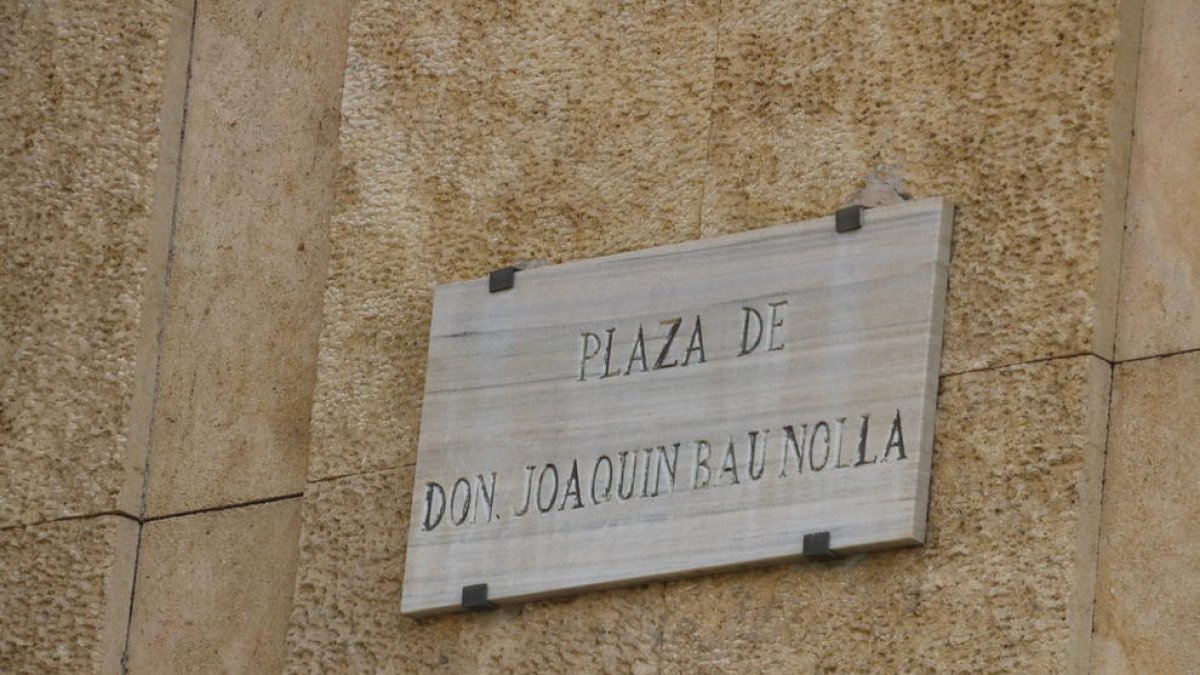 PLAZA DE
DON. JOAQUIN BAU NOLLA